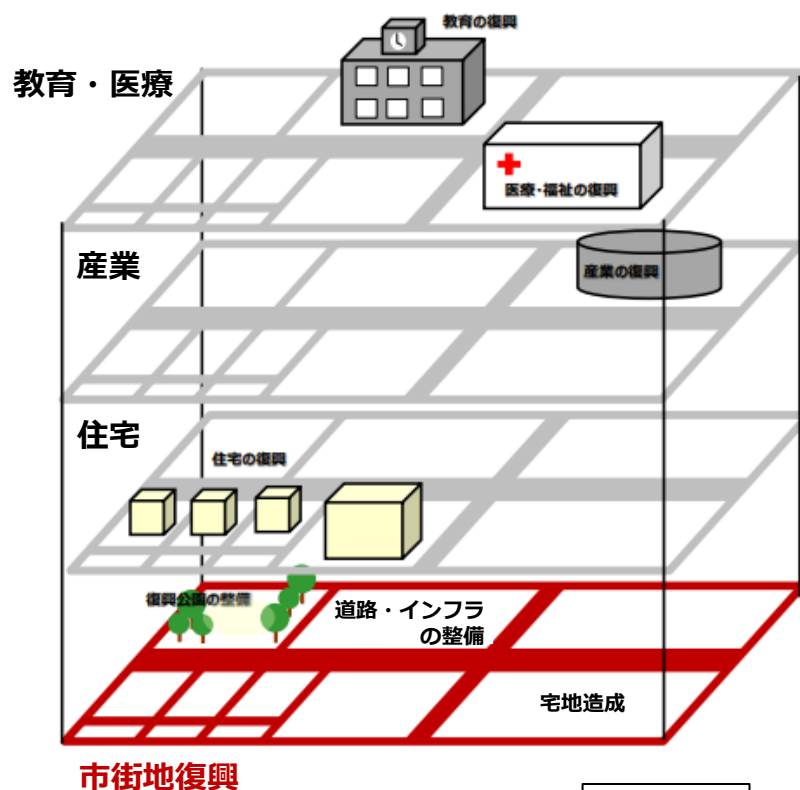 教育の復興
教育・医療
医療・福祉の復興
産業
産業の復興
住宅
住宅の復興
復興公園の整備
道路・インフラ
の整備
宅地造成
市街地復興